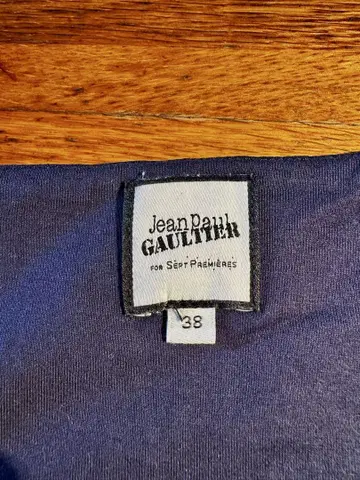 Jean Paul
GAULTIER
FOR SEPT PREMIÈRES
38